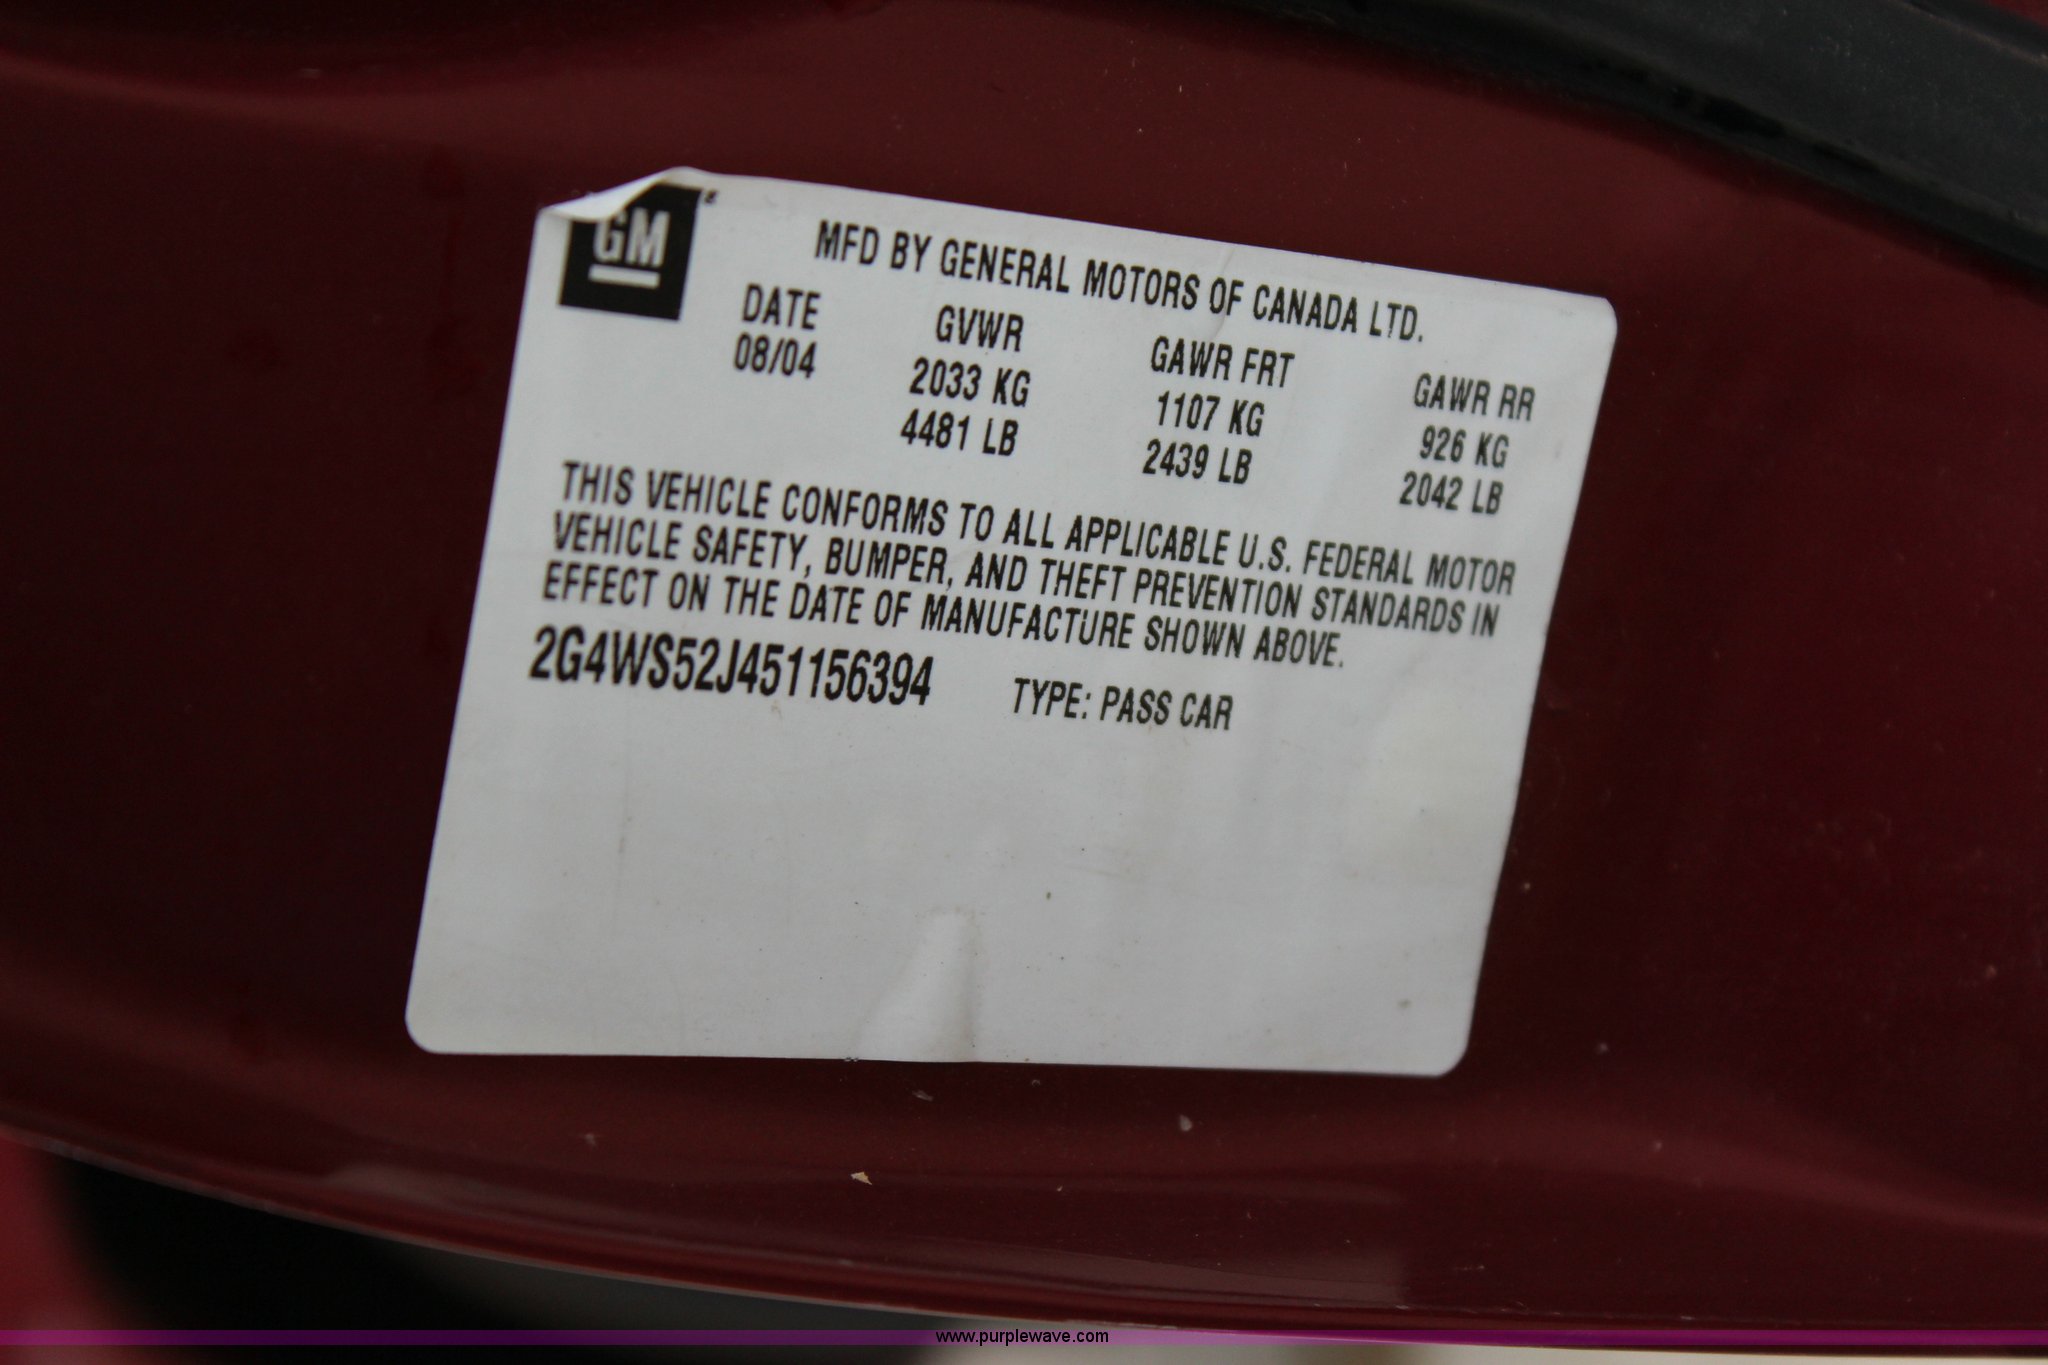 GM
MFD BY GENERAL MOTORS OF CANADA LTD.
DATE GVWR GAWR FRT GAWR RR
08/04 2033 KG 1107 KG 926 KG
4481 LB 2439 LB 2042 LB
THIS VEHICLE CONFORMS TO ALL APPLICABLE U.S. FEDERAL MOTOR
VEHICLE SAFETY, BUMPER, AND THEFT PREVENTION STANDARDS IN
EFFECT ON THE DATE OF MANUFACTURE SHOWN ABOVE.
2G4WS52J451156394 TYPE: PASS CAR
www.purplewave.com